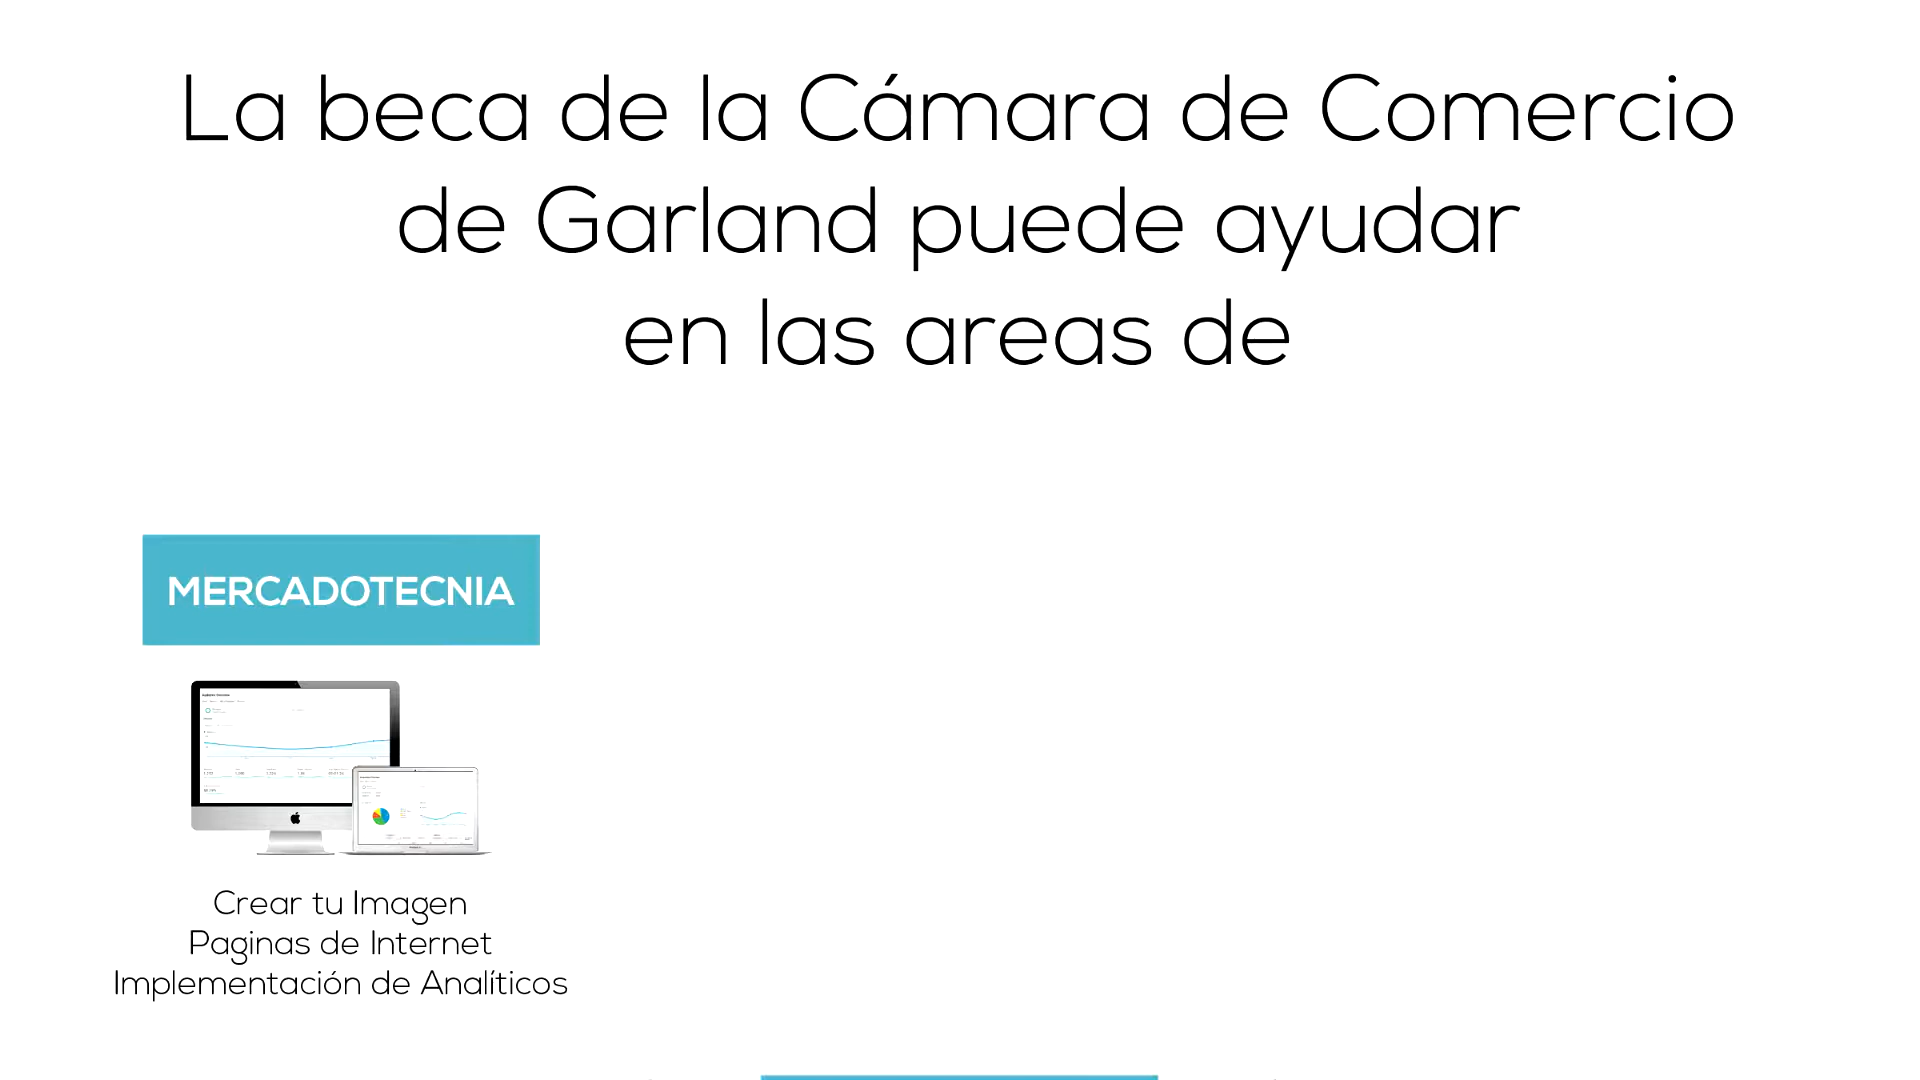 La beca de la Cámara de Comercio
de Garland puede ayudar
en las areas de
MERCADOTECNIA
Crear tu Imagen
Paginas de Internet
Implementación de Analíticos